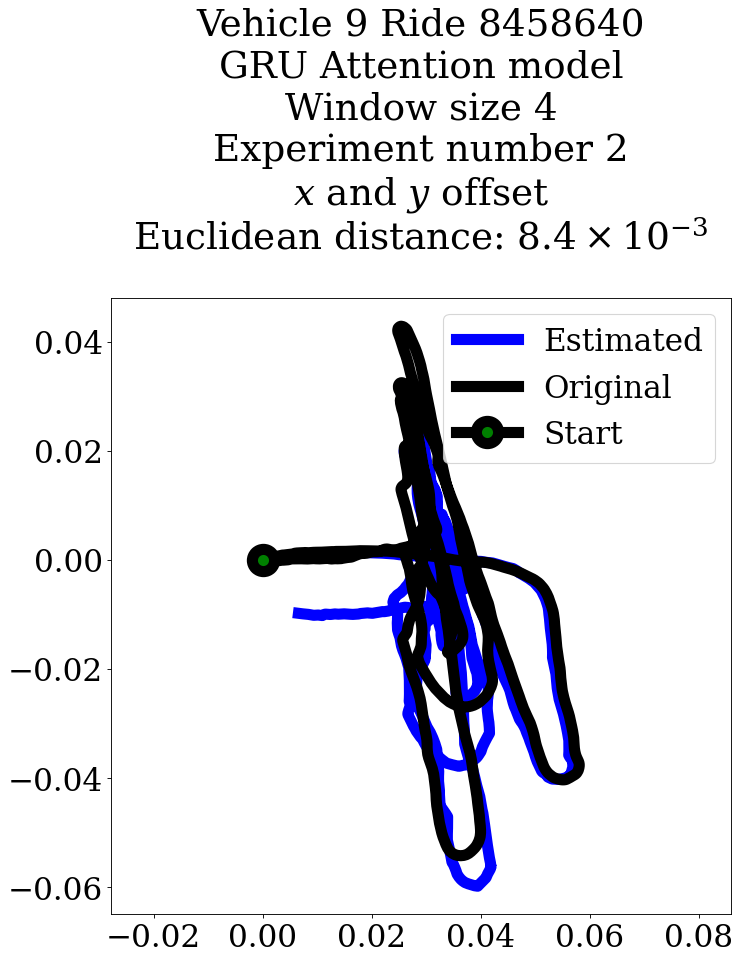 Vehicle 9 Ride 8458640
GRU Attention model
Window size 4
Experiment number 2
x and y offset
Euclidean distance: 8.4 × 10⁻³
Estimated
Original
Start
0.04
0.02
0.00
−0.02
−0.04
−0.06
−0.02 0.00 0.02 0.04 0.06 0.08